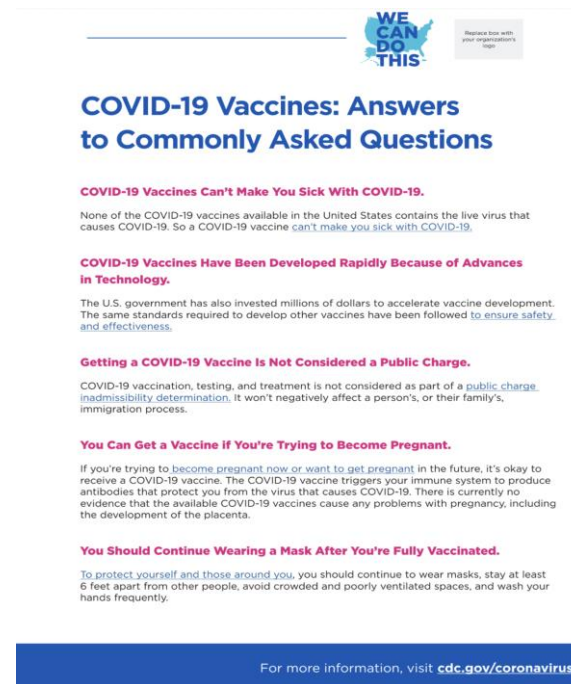 WE
CAN
DO
THIS
Replace box with
your organization's
logo
COVID-19 Vaccines: Answers
to Commonly Asked Questions
COVID-19 Vaccines Can't Make You Sick With COVID-19.
None of the COVID-19 vaccines available in the United States contains the live virus that
causes COVID-19. So a COVID-19 vaccine can't make you sick with COVID-19.
COVID-19 Vaccines Have Been Developed Rapidly Because of Advances
in Technology.
The U.S. government has also invested millions of dollars to accelerate vaccine development.
The same standards required to develop other vaccines have been followed to ensure safety
and effectiveness.
Getting a COVID-19 Vaccine Is Not Considered a Public Charge.
COVID-19 vaccination, testing, and treatment is not considered as part of a public charge
inadmissibility determination. It won't negatively affect a person's, or their family's,
immigration process.
You Can Get a Vaccine if You're Trying to Become Pregnant.
If you're trying to become pregnant now or want to get pregnant in the future, it's okay to
receive a COVID-19 vaccine. The COVID-19 vaccine triggers your immune system to produce
antibodies that protect you from the virus that causes COVID-19. There is currently no
evidence that the available COVID-19 vaccines cause any problems with pregnancy, including
the development of the placenta.
You Should Continue Wearing a Mask After You're Fully Vaccinated.
To protect yourself and those around you, you should continue to wear masks, stay at least
6 feet apart from other people, avoid crowded and poorly ventilated spaces, and wash your
hands frequently.
For more information, visit cdc.gov/coronavirus